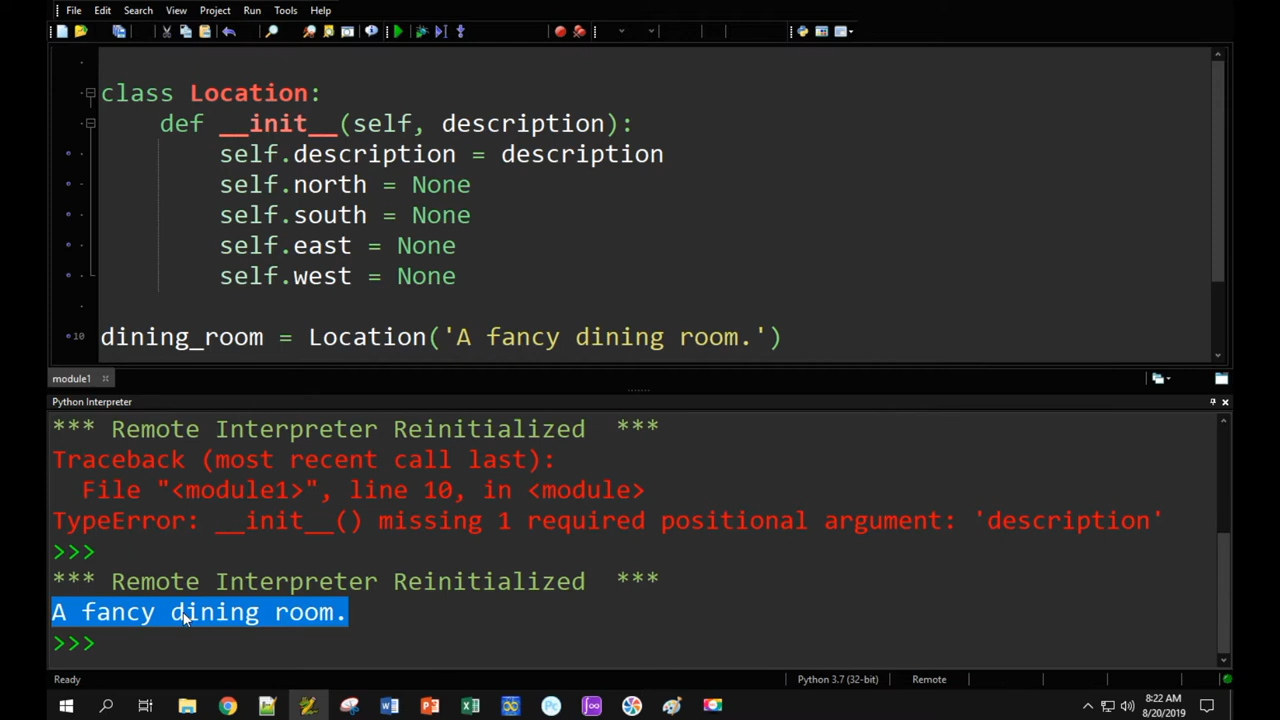 File Edit Search View Project Run Tools Help
class Location:
def __init__(self, description):
self.description = description
self.north = None
self.south = None
self.east = None
self.west = None
10 dining_room = Location('A fancy dining room.')
module1
Python Interpreter
*** Remote Interpreter Reinitialized ***
Traceback (most recent call last):
File "<module1>", line 10, in <module>
TypeError: __init__() missing 1 required positional argument: 'description'
>>>
*** Remote Interpreter Reinitialized ***
A fancy dining room.
>>>
Ready Python 3.7 (32-bit) Remote
8:22 AM
8/20/2019